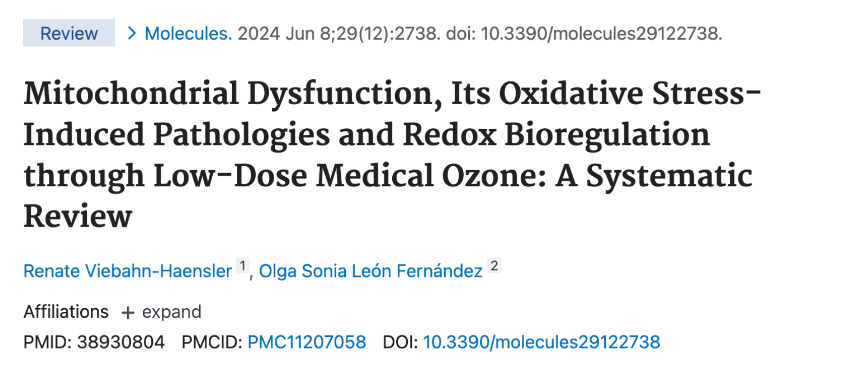 Review > Molecules. 2024 Jun 8;29(12):2738. doi: 10.3390/molecules29122738.
Mitochondrial Dysfunction, Its Oxidative Stress-
Induced Pathologies and Redox Bioregulation
through Low-Dose Medical Ozone: A Systematic
Review
Renate Viebahn-Haensler 1, Olga Sonia León Fernández 2
Affiliations + expand
PMID: 38930804 PMCID: PMC11207058 DOI: 10.3390/molecules29122738